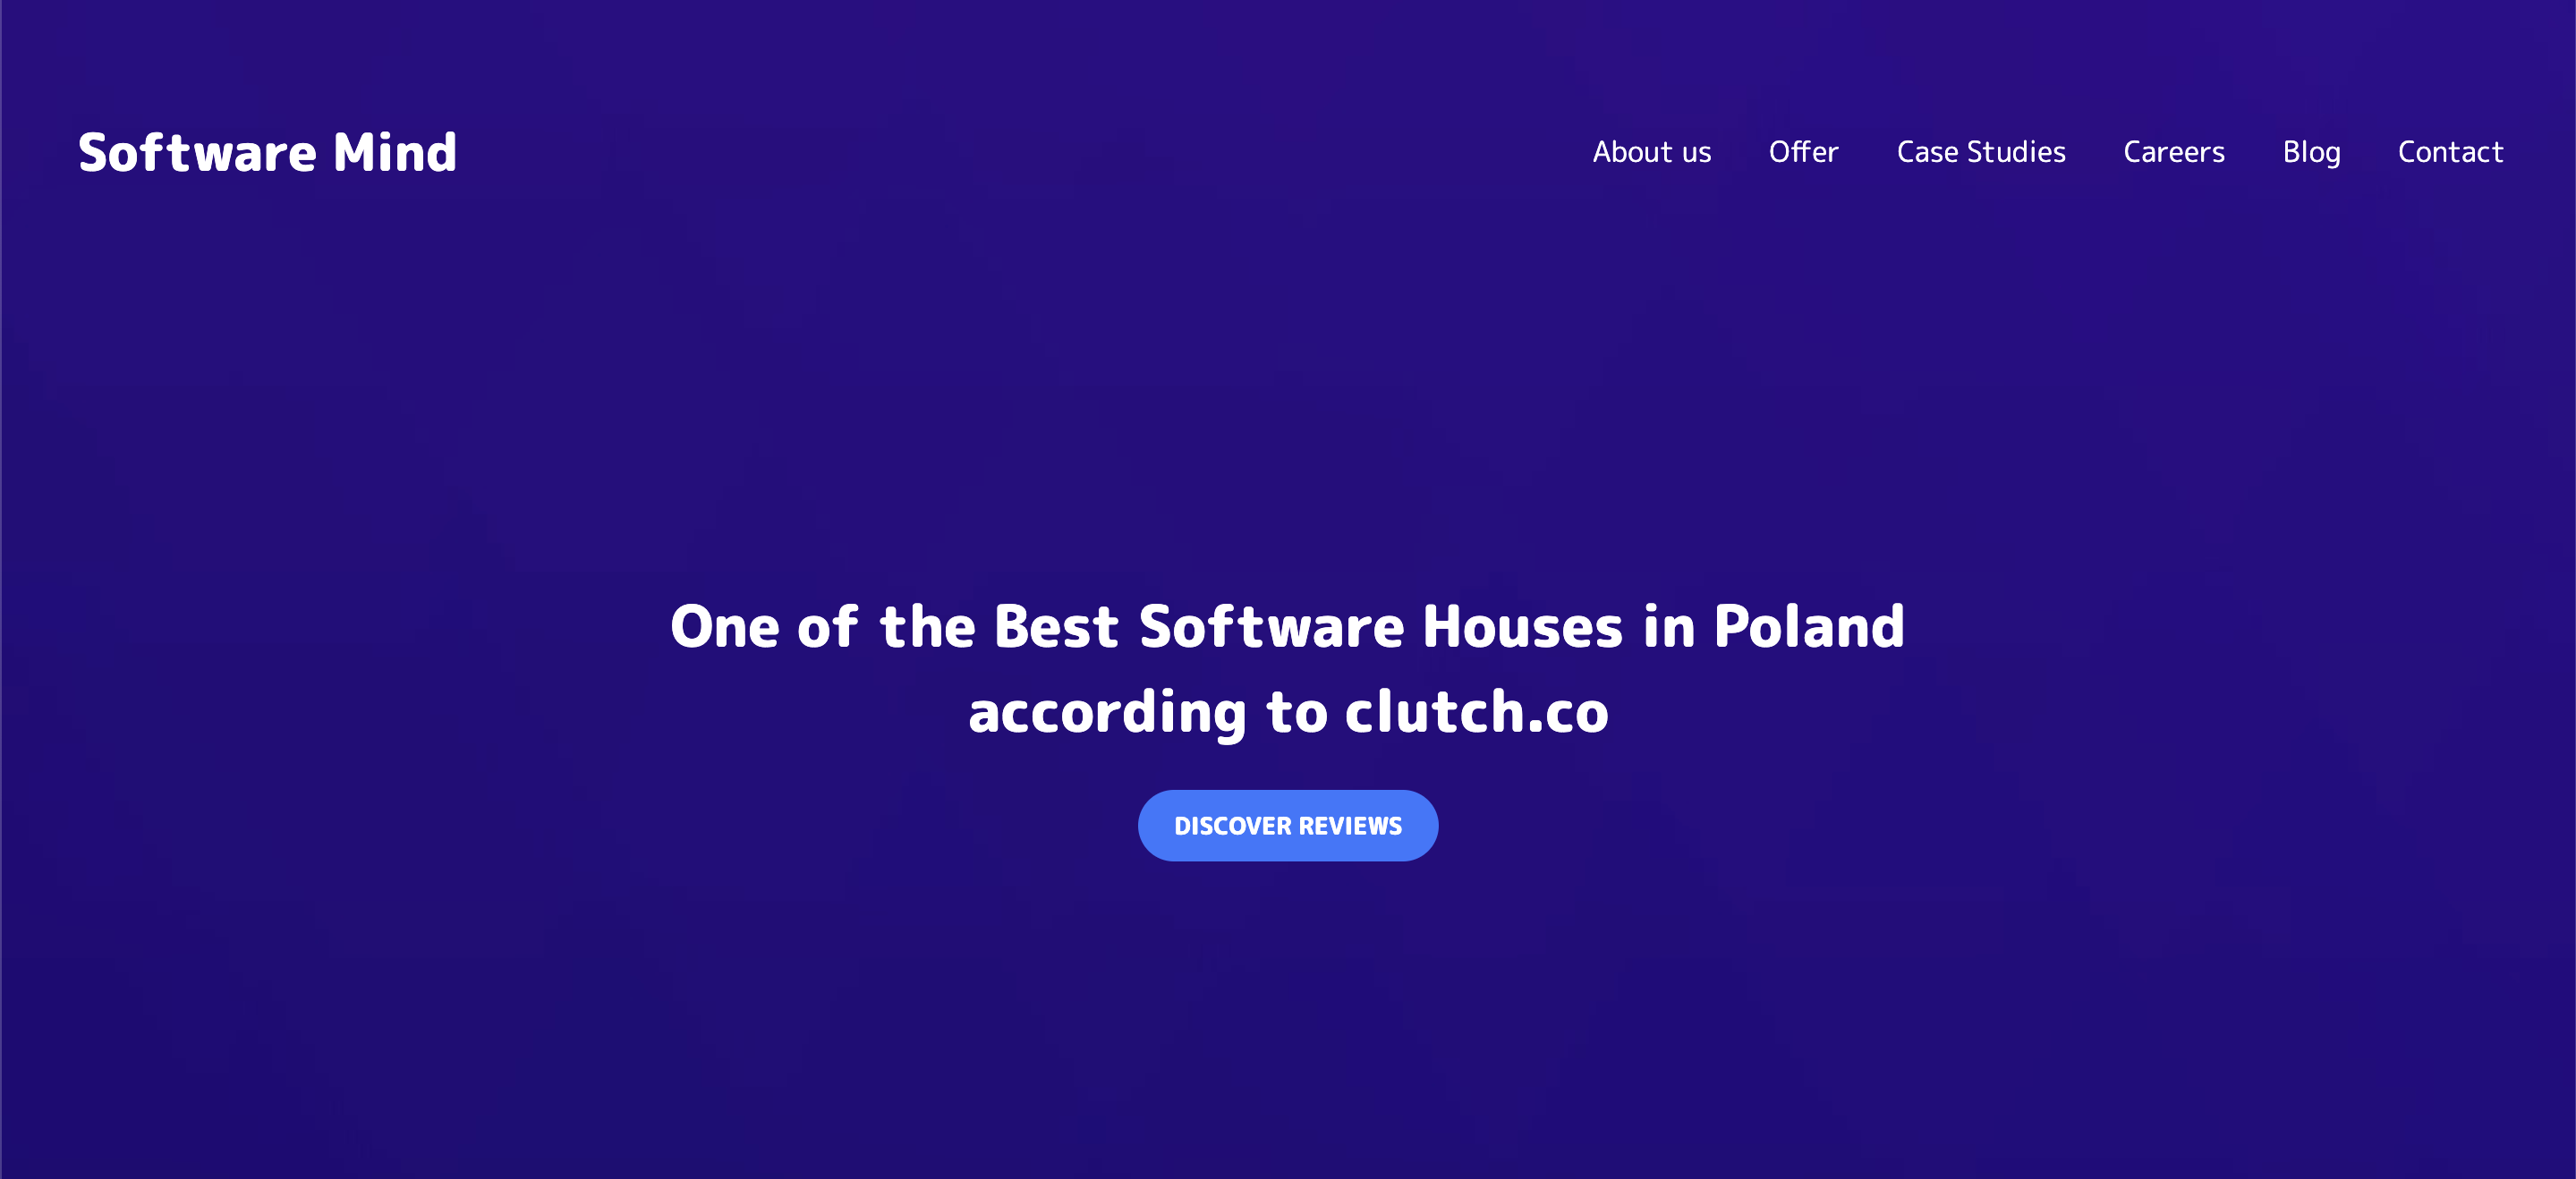 Software Mind
About us Offer Case Studies Careers Blog Contact
One of the Best Software Houses in Poland
according to clutch.co
DISCOVER REVIEWS